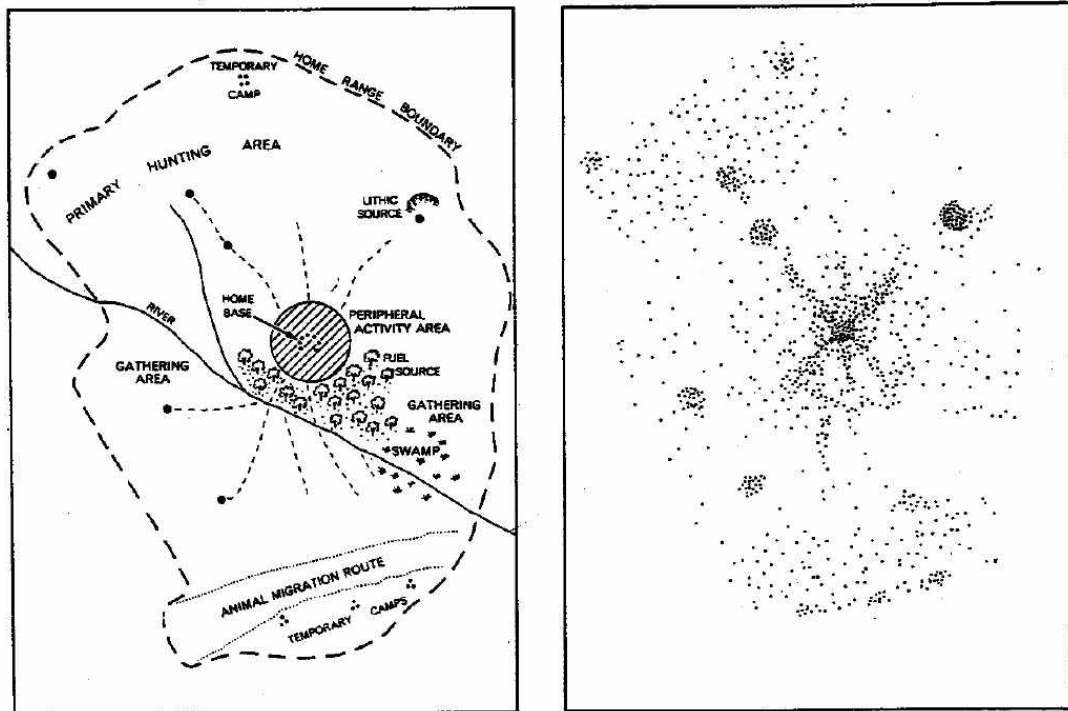 TEMPORARY
CAMP
HOME RANGE BOUNDARY
PRIMARY HUNTING AREA
LITHIC
SOURCE
HOME
BASE
RIVER
PERIPHERAL
ACTIVITY AREA
GATHERING
AREA
FUEL
SOURCE
GATHERING
AREA
SWAMP
ANIMAL MIGRATION ROUTE
TEMPORARY CAMPS